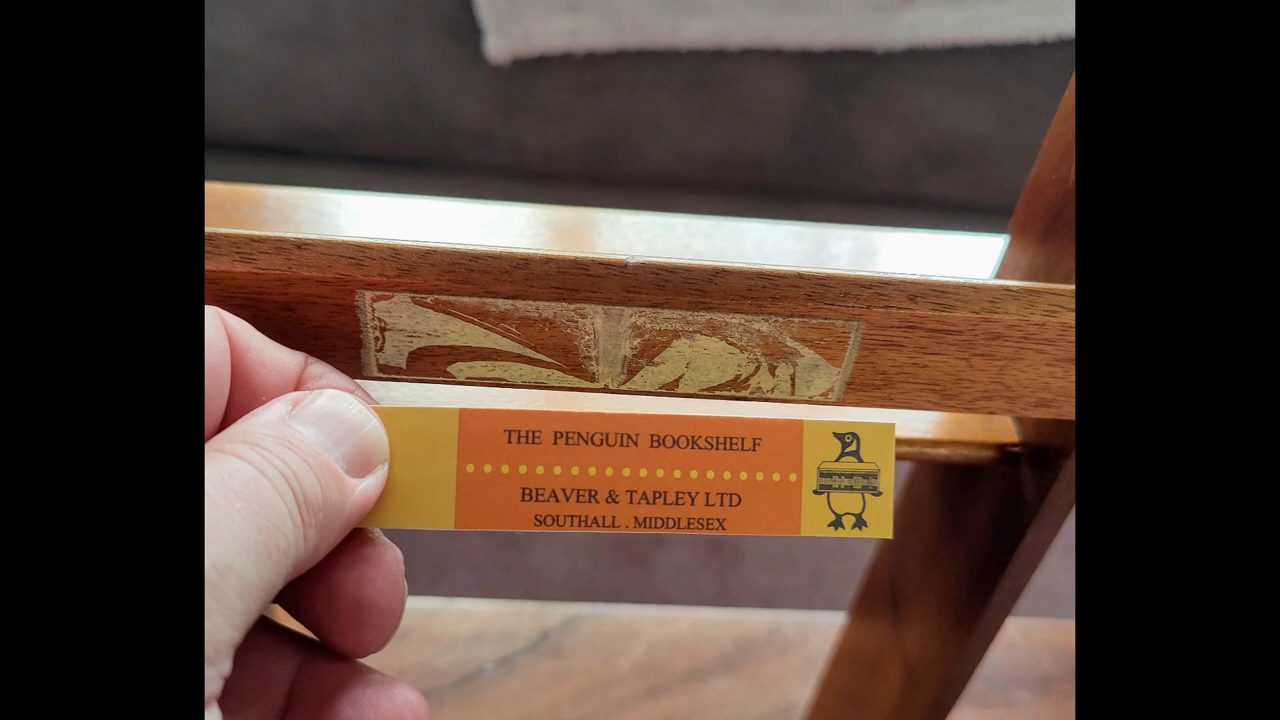 THE PENGUIN BOOKSHELF
BEAVER & TAPLEY LTD
SOUTHALL . MIDDLESEX